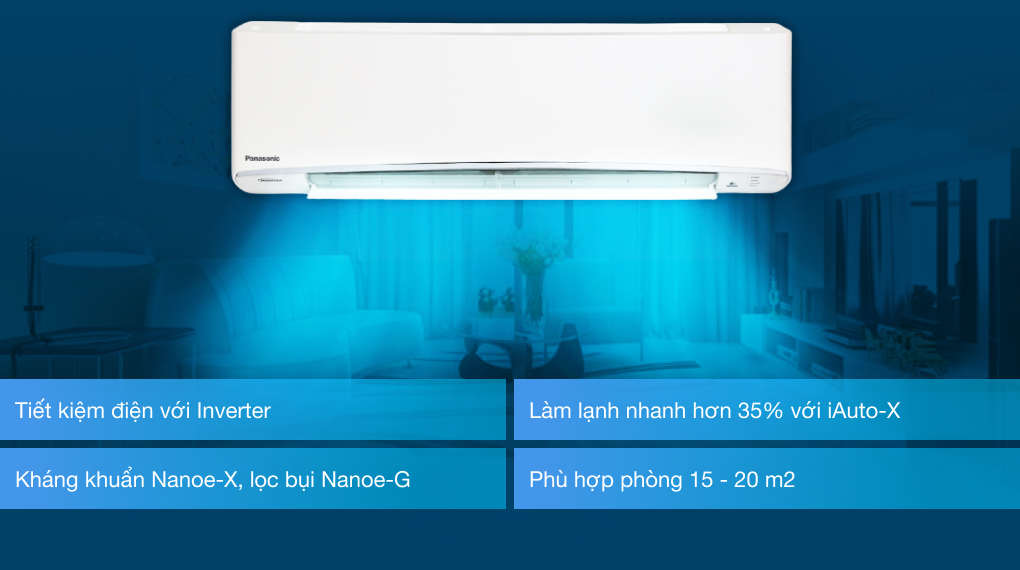 Panasonic
Tiết kiệm điện với Inverter
Làm lạnh nhanh hơn 35% với iAuto-X
Kháng khuẩn Nanoe-X, lọc bụi Nanoe-G
Phù hợp phòng 15 - 20 m2